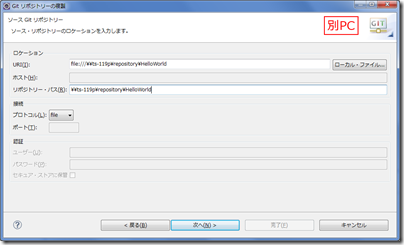 Git リポジトリーの複製
ソース Git リポジトリー
ソース・リポジトリーのロケーションを入力します。
別PC
GIT
ロケーション
URI(I): file:///¥¥ts-119p¥repository¥HelloWorld ローカル・ファイル...
ホスト(H):
リポジトリー・パス(R): ¥¥ts-119p¥repository¥HelloWorld
接続
プロトコル(L): file
ポート(T):
認証
ユーザー(U):
パスワード(P):
セキュア・ストアに保管
< 戻る(B) 次へ(N) > 完了(F) キャンセル